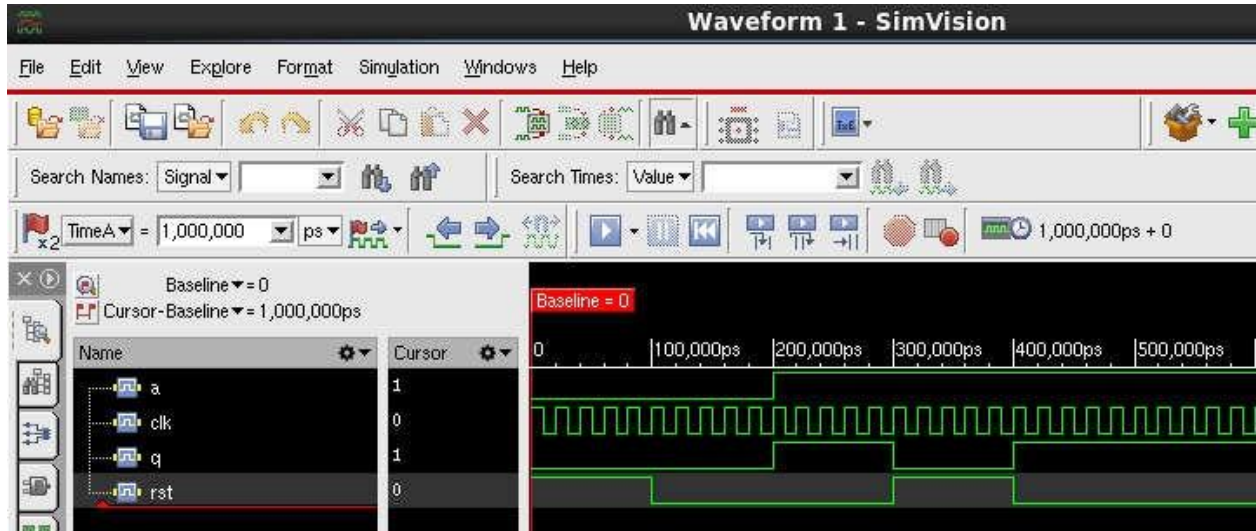 Waveform 1 - SimVision
File Edit View Explore Format Simulation Windows Help
TxE
Search Names: Signal Search Times: Value
x2 TimeA = 1,000,000 ps 1,000,000ps + 0
Baseline = 0
Cursor-Baseline = 1,000,000ps
Baseline = 0
Name Cursor 0 100,000ps 200,000ps 300,000ps 400,000ps 500,000ps
a 1
clk 0
q 1
rst 0